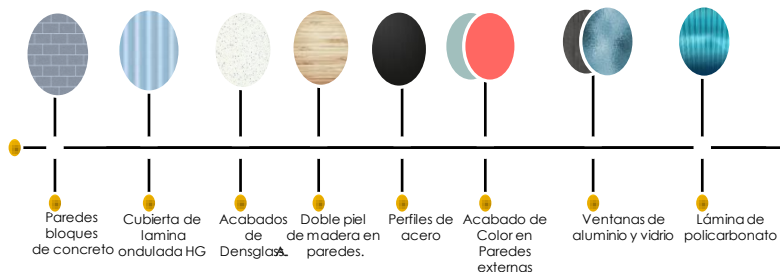 Paredes
bloques
de concreto
Cubierta de
lamina
ondulada HG
Acabados
de
Densglass.
Doble piel
de madera en
paredes.
Perfiles de
acero
Acabado de
Color en
Paredes
externas
Ventanas de
aluminio y vidrio
Lámina de
policarbonato